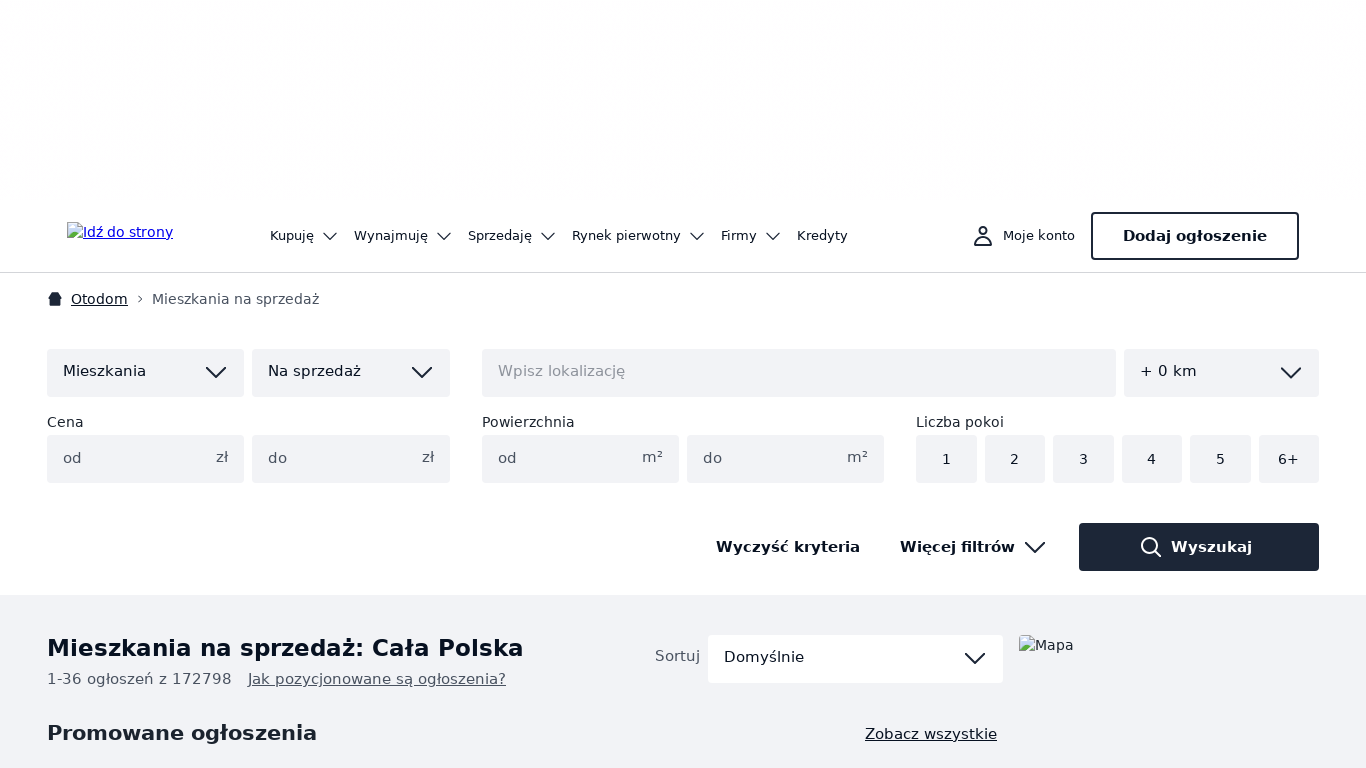 Idź do strony
Kupuję
Wynajmuję
Sprzedaję
Rynek pierwotny
Firmy
Kredyty
Moje konto
Dodaj ogłoszenie
Otodom
Mieszkania na sprzedaż
Mieszkania
Na sprzedaż
Wpisz lokalizację
+ 0 km
Cena
Powierzchnia
Liczba pokoi
od zł
do zł
od m²
do m²
1
2
3
4
5
6+
Wyczyść kryteria
Więcej filtrów
Wyszukaj
Mieszkania na sprzedaż: Cała Polska
Sortuj
Domyślnie
Mapa
1-36 ogłoszeń z 172798
Jak pozycjonowane są ogłoszenia?
Promowane ogłoszenia
Zobacz wszystkie